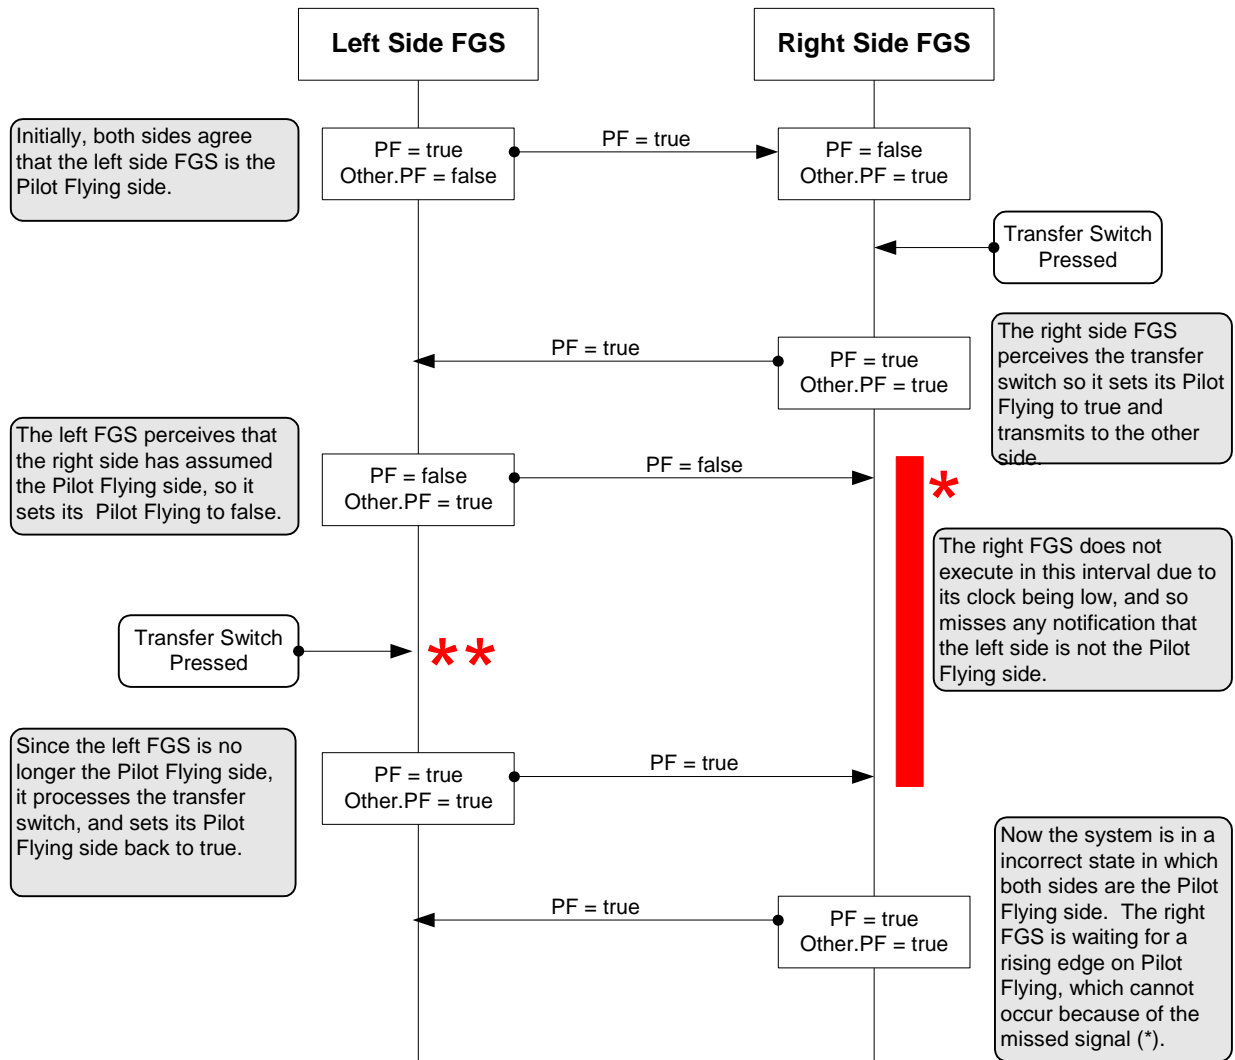 Left Side FGS
Right Side FGS
Initially, both sides agree
that the left side FGS is the
Pilot Flying side.
PF = true
Other.PF = false
PF = true
PF = false
Other.PF = true
Transfer Switch
Pressed
PF = true
PF = true
Other.PF = true
The right side FGS
perceives the transfer
switch so it sets its Pilot
Flying to true and
transmits to the other
side.
The left FGS perceives that
the right side has assumed
the Pilot Flying side, so it
sets its Pilot Flying to false.
PF = false
Other.PF = true
PF = false
*
The right FGS does not
execute in this interval due to
its clock being low, and so
misses any notification that
the left side is not the Pilot
Flying side.
Transfer Switch
Pressed
**
Since the left FGS is no
longer the Pilot Flying side,
it processes the transfer
switch, and sets its Pilot
Flying side back to true.
PF = true
Other.PF = true
PF = true
PF = true
PF = true
Other.PF = true
Now the system is in a
incorrect state in which
both sides are the Pilot
Flying side. The right
FGS is waiting for a
rising edge on Pilot
Flying, which cannot
occur because of the
missed signal (*).